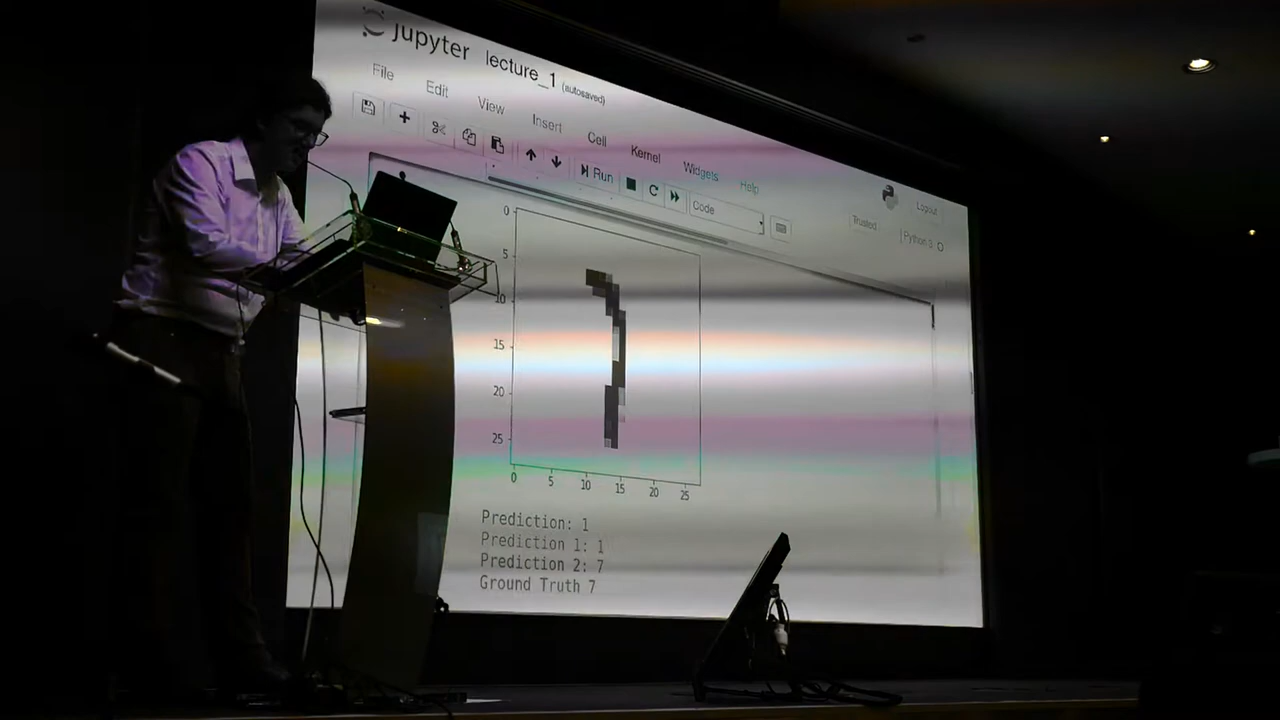 jupyter lecture_1 (autosaved)
File Edit View Insert Cell Kernel Widgets Help
Trusted Python 3 Logout
Run Code
0
5
10
15
20
25
0 5 10 15 20 25
Prediction: 1
Prediction 1: 1
Prediction 2: 7
Ground Truth 7